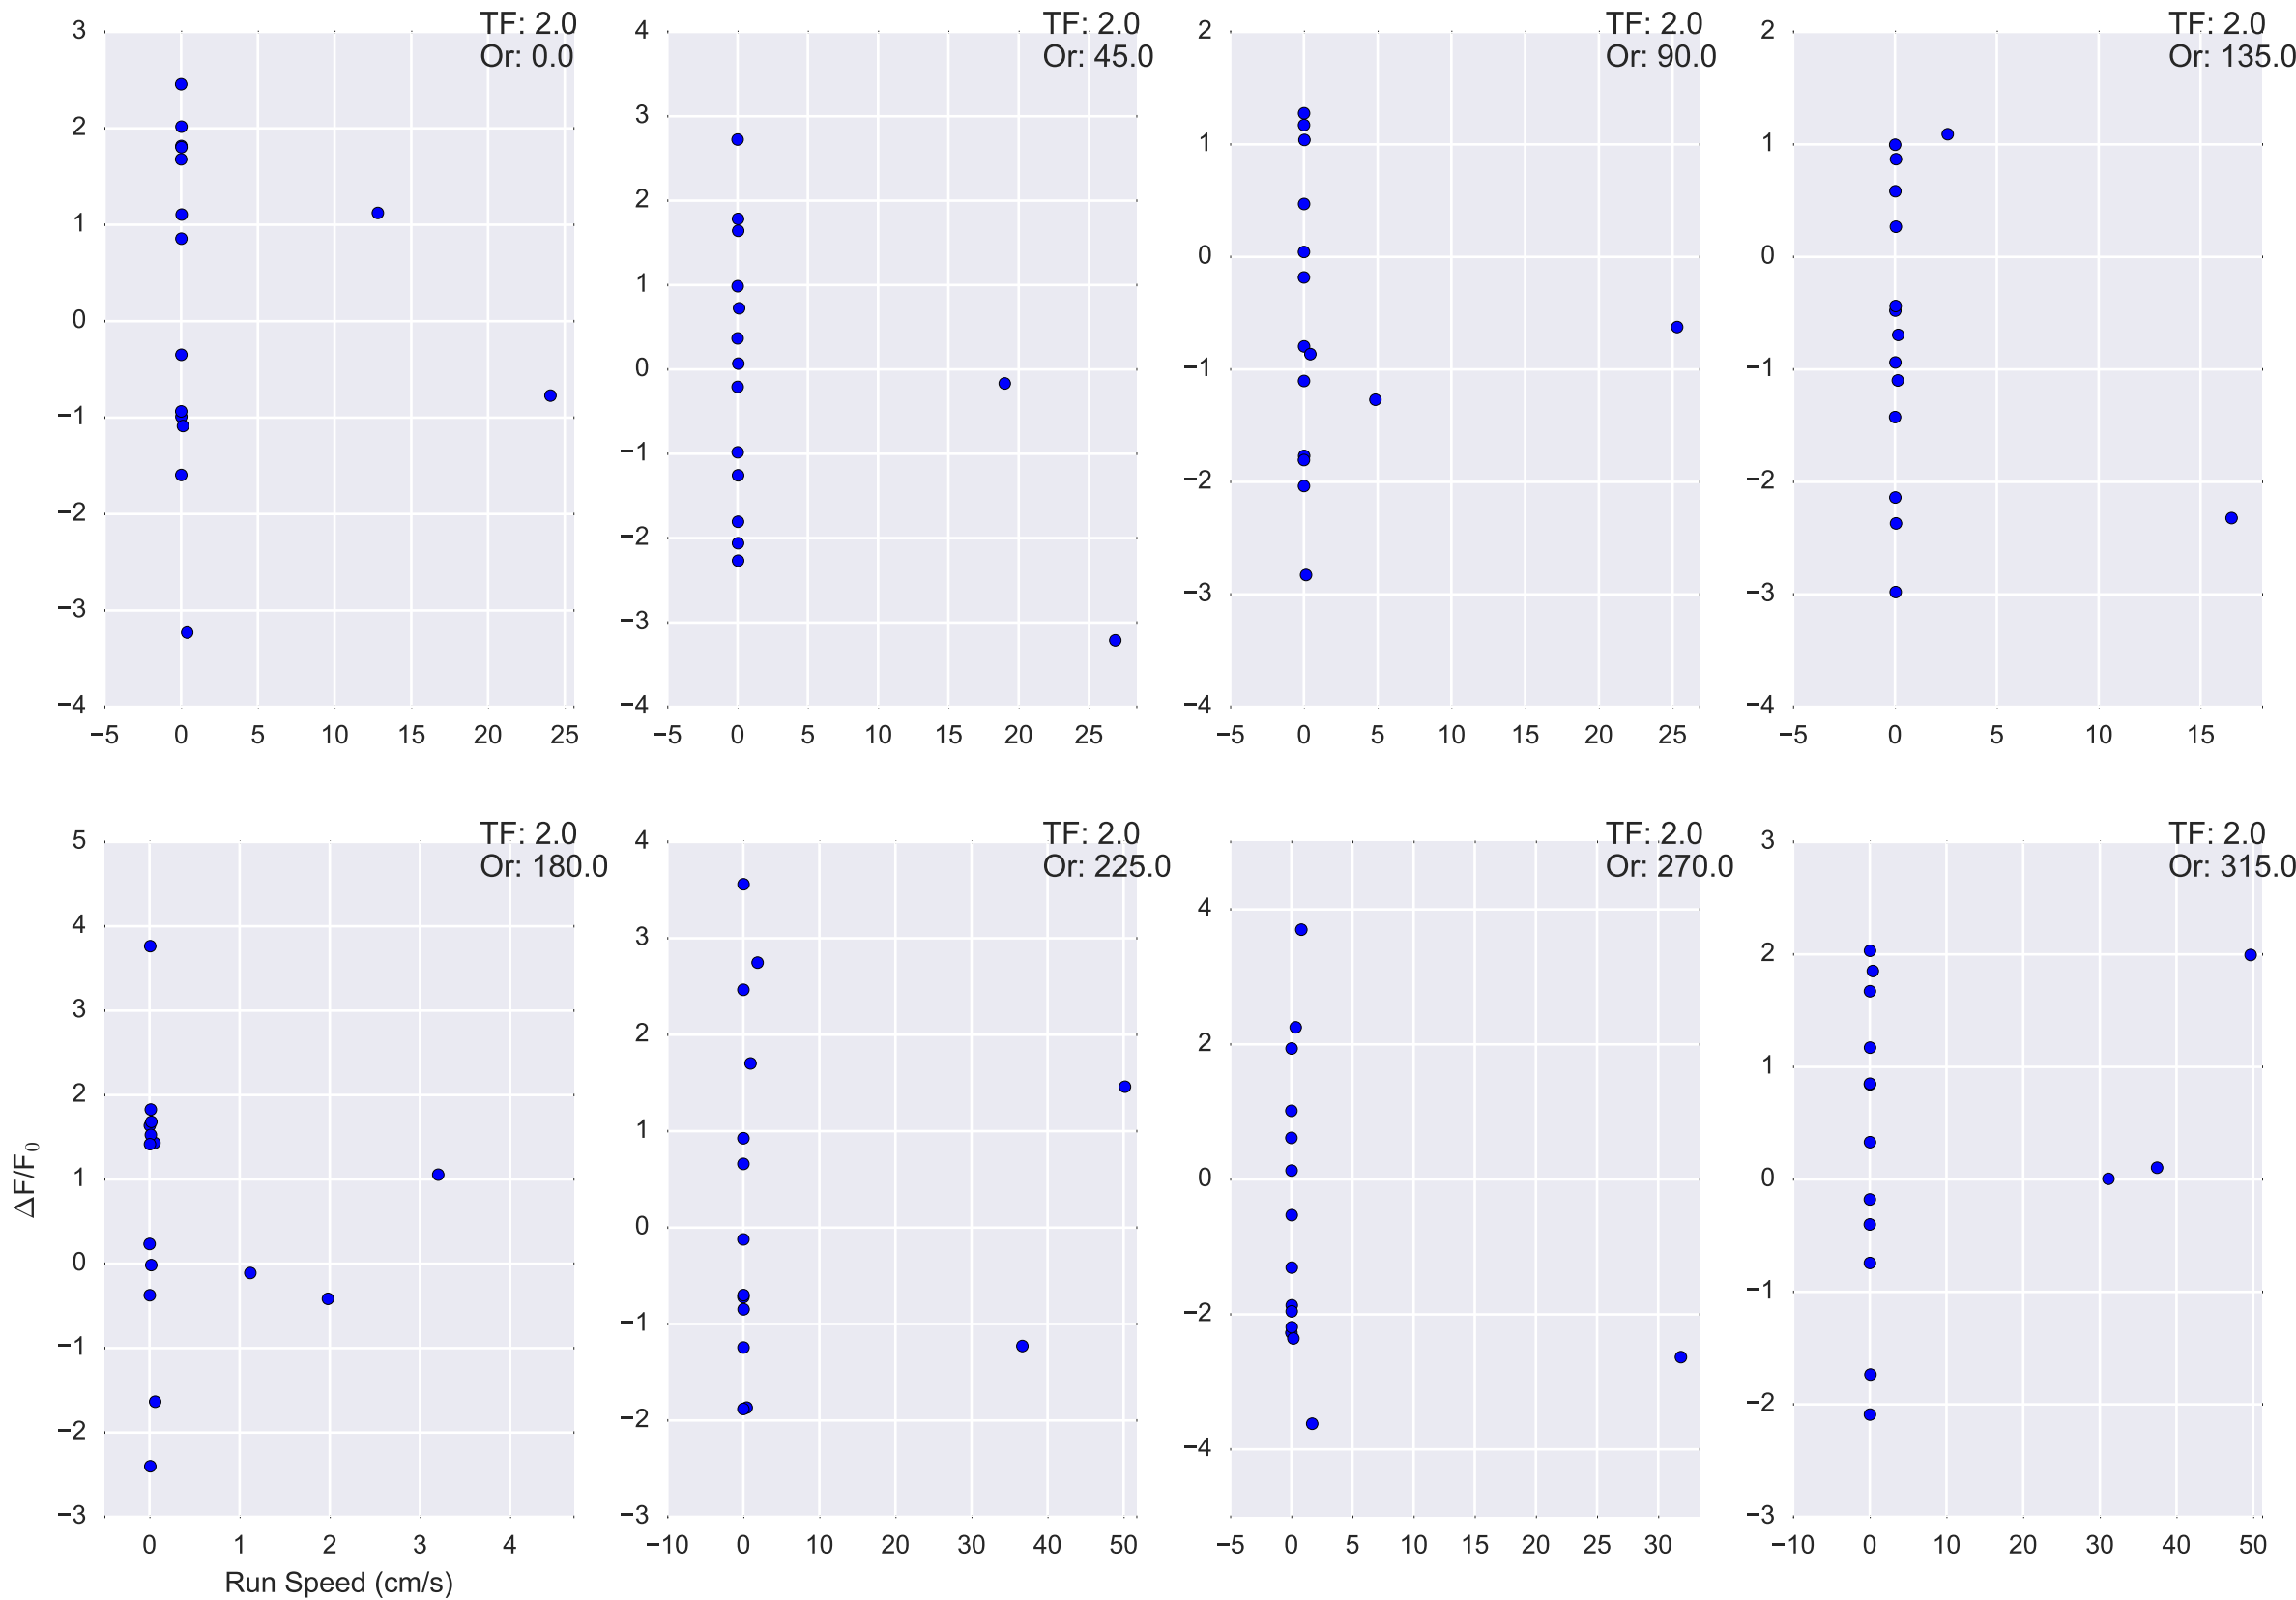 TF: 2.0
Or: 0.0
3
2
1
0
−1
−2
−3
−4
−5 0 5 10 15 20 25
TF: 2.0
Or: 45.0
4
3
2
1
0
−1
−2
−3
−4
−5 0 5 10 15 20 25
TF: 2.0
Or: 90.0
2
1
0
−1
−2
−3
−4
−5 0 5 10 15 20 25
TF: 2.0
Or: 135.0
2
1
0
−1
−2
−3
−4
−5 0 5 10 15
TF: 2.0
Or: 180.0
5
4
3
2
1
0
−1
−2
−3
0 1 2 3 4
ΔF/F₀
Run Speed (cm/s)
TF: 2.0
Or: 225.0
4
3
2
1
0
−1
−2
−3
−10 0 10 20 30 40 50
TF: 2.0
Or: 270.0
4
2
0
−2
−4
−5 0 5 10 15 20 25 30
TF: 2.0
Or: 315.0
3
2
1
0
−1
−2
−3
−10 0 10 20 30 40 50